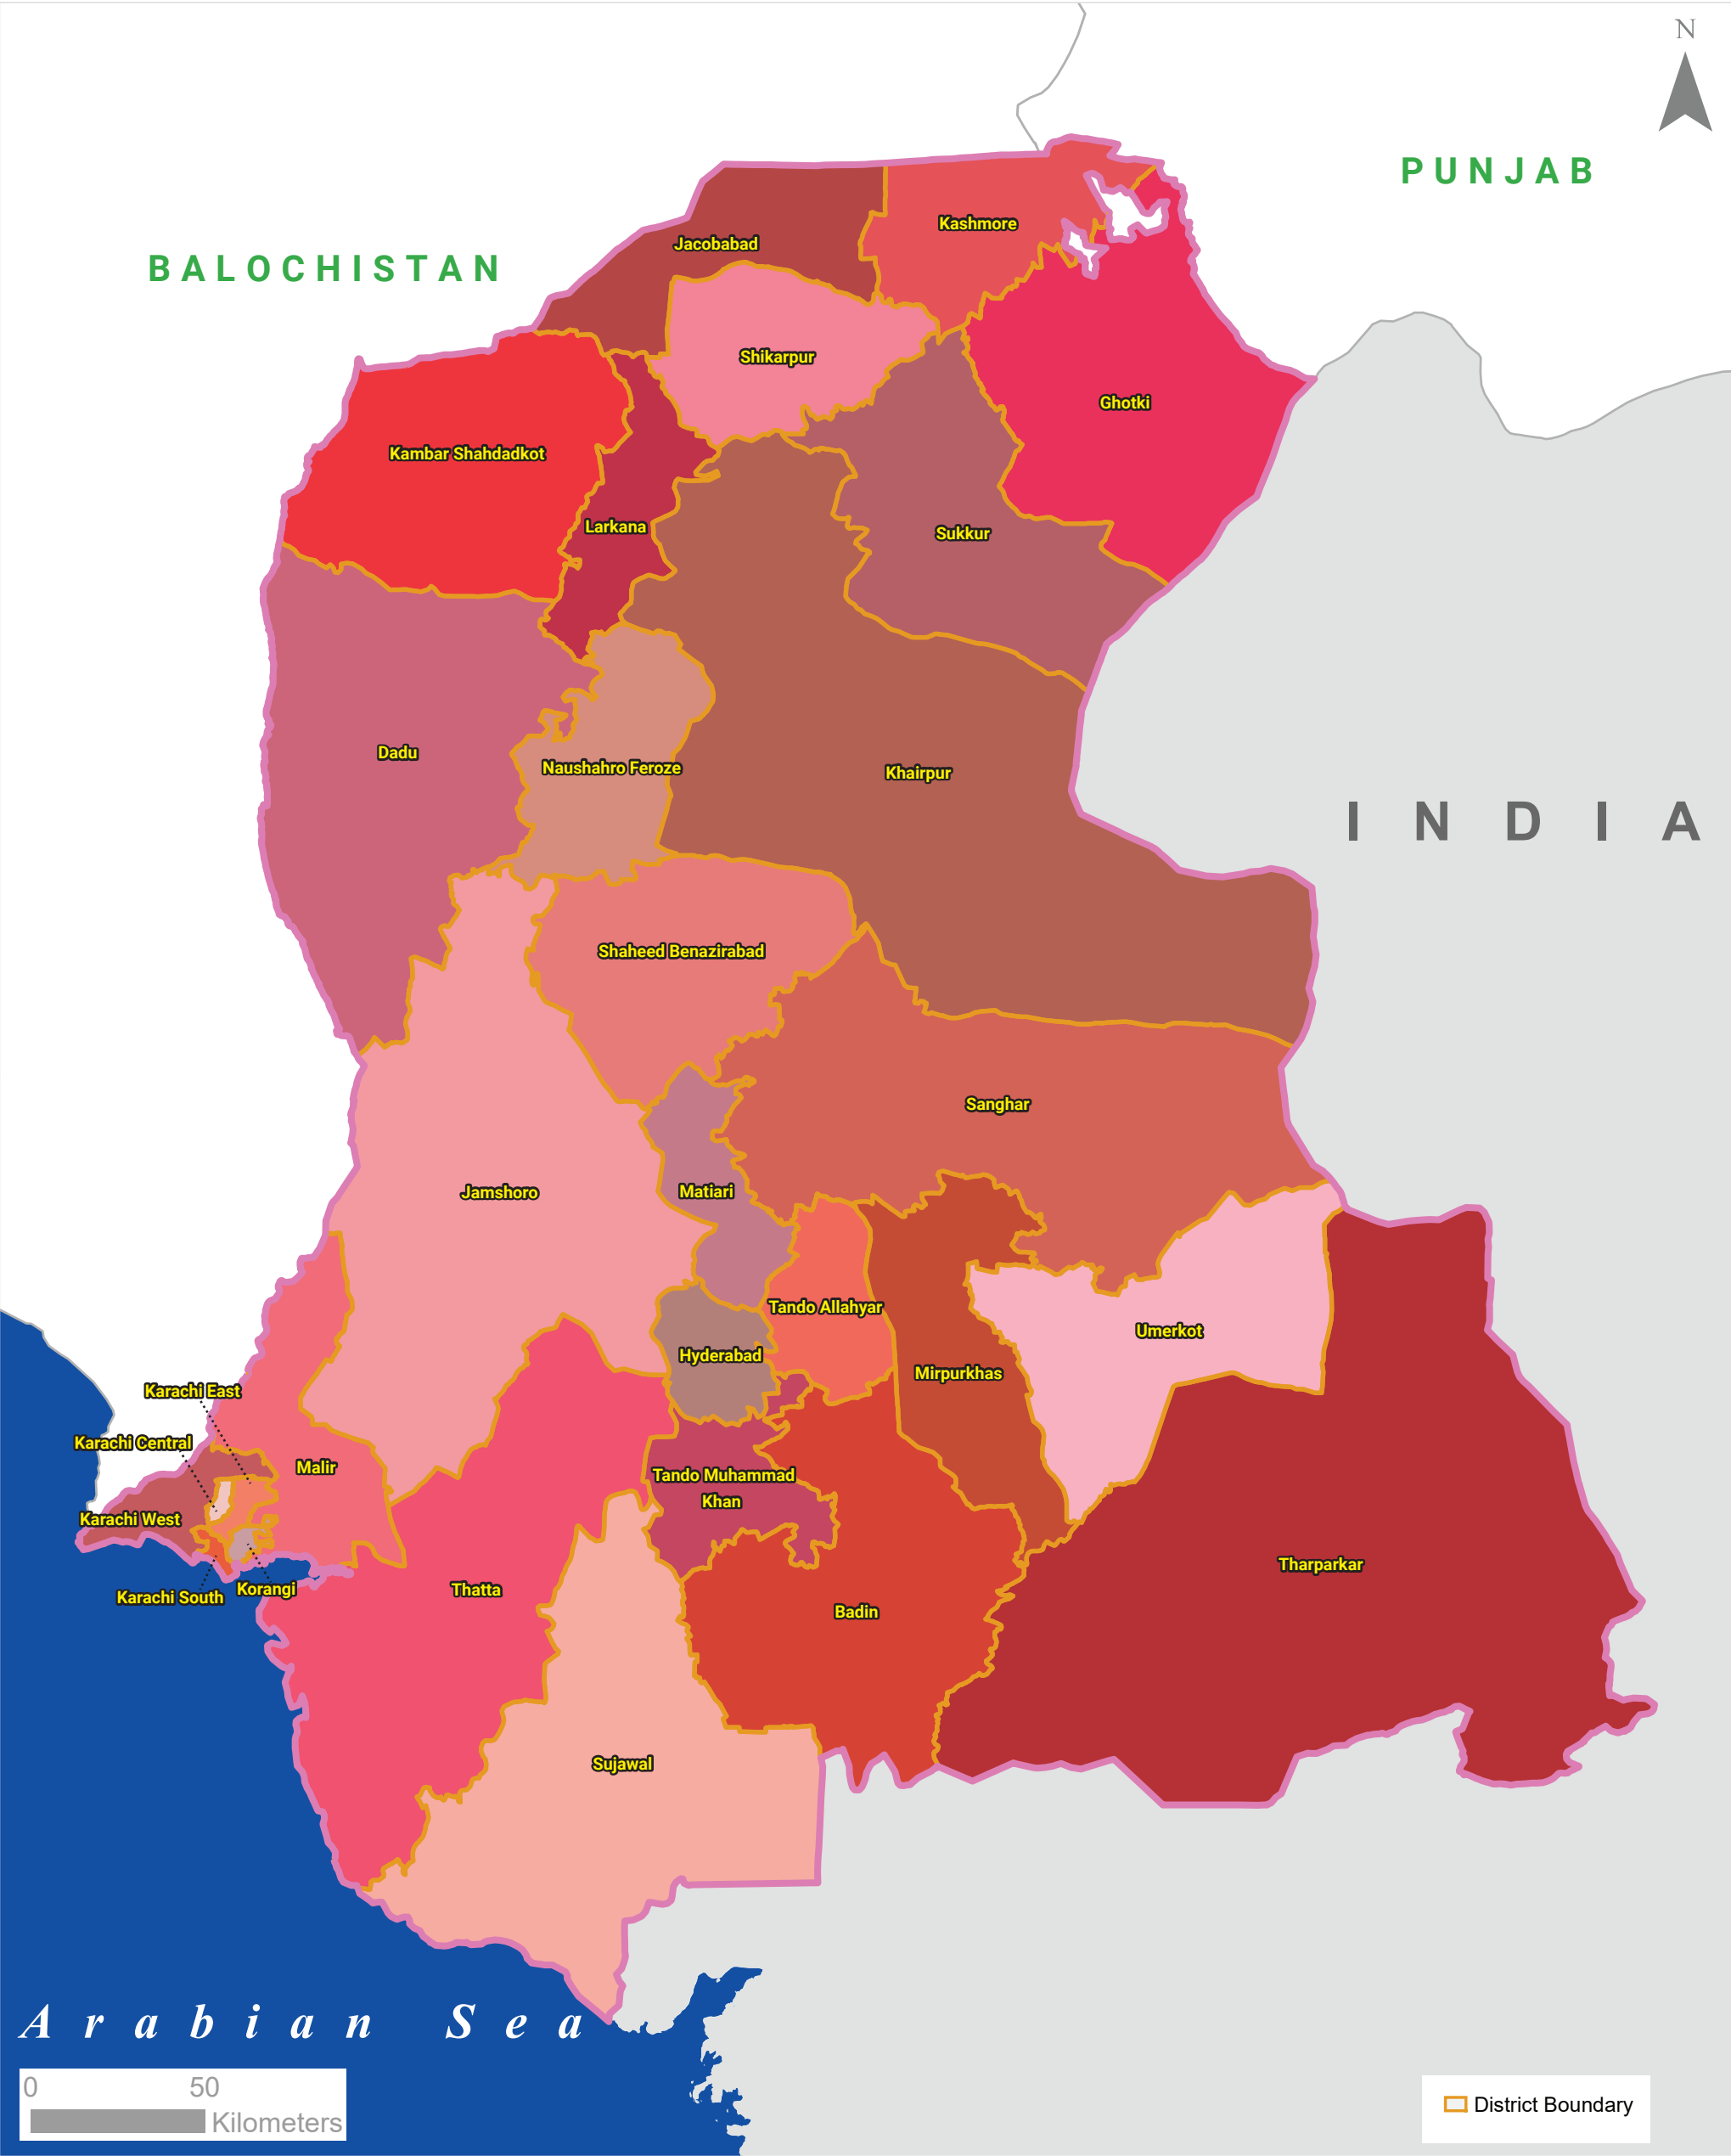 N
PUNJAB
BALOCHISTAN
Kashmore
Jacobabad
Shikarpur
Ghotki
Kambar Shahdadkot
Larkana
Sukkur
Dadu
Naushahro Feroze
Khairpur
INDIA
Shaheed Benazirabad
Sanghar
Jamshoro
Matiari
Tando Allahyar
Umerkot
Hyderabad
Mirpurkhas
Karachi East
Karachi Central
Malir
Tando Muhammad
Khan
Karachi West
Tharparkar
Korangi
Thatta
Karachi South
Badin
Sujawal
Arabian Sea
0 50
Kilometers
District Boundary